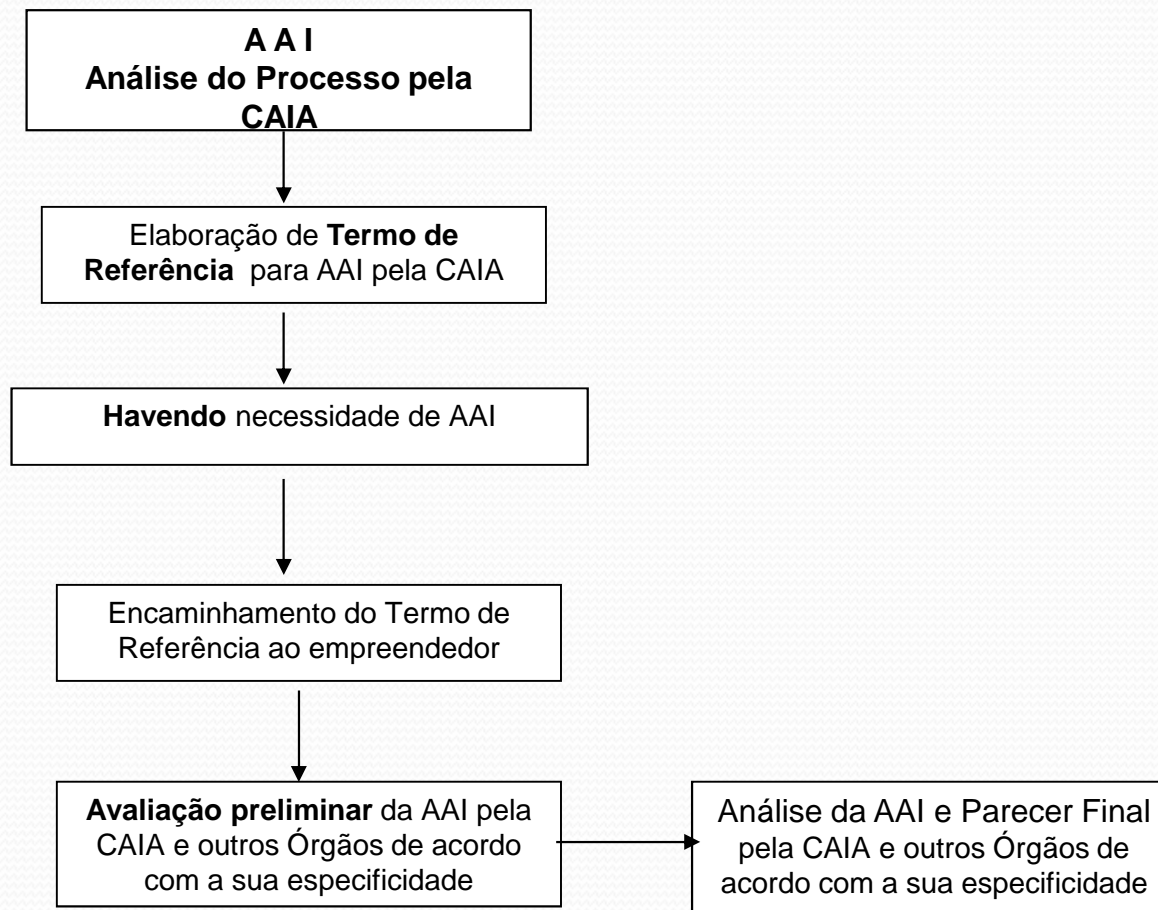 A A I
Análise do Processo pela
CAIA
Elaboração de Termo de
Referência para AAI pela CAIA
Havendo necessidade de AAI
Encaminhamento do Termo de
Referência ao empreendedor
Avaliação preliminar da AAI pela
CAIA e outros Órgãos de acordo
com a sua especificidade
Análise da AAI e Parecer Final
pela CAIA e outros Órgãos de
acordo com a sua especificidade